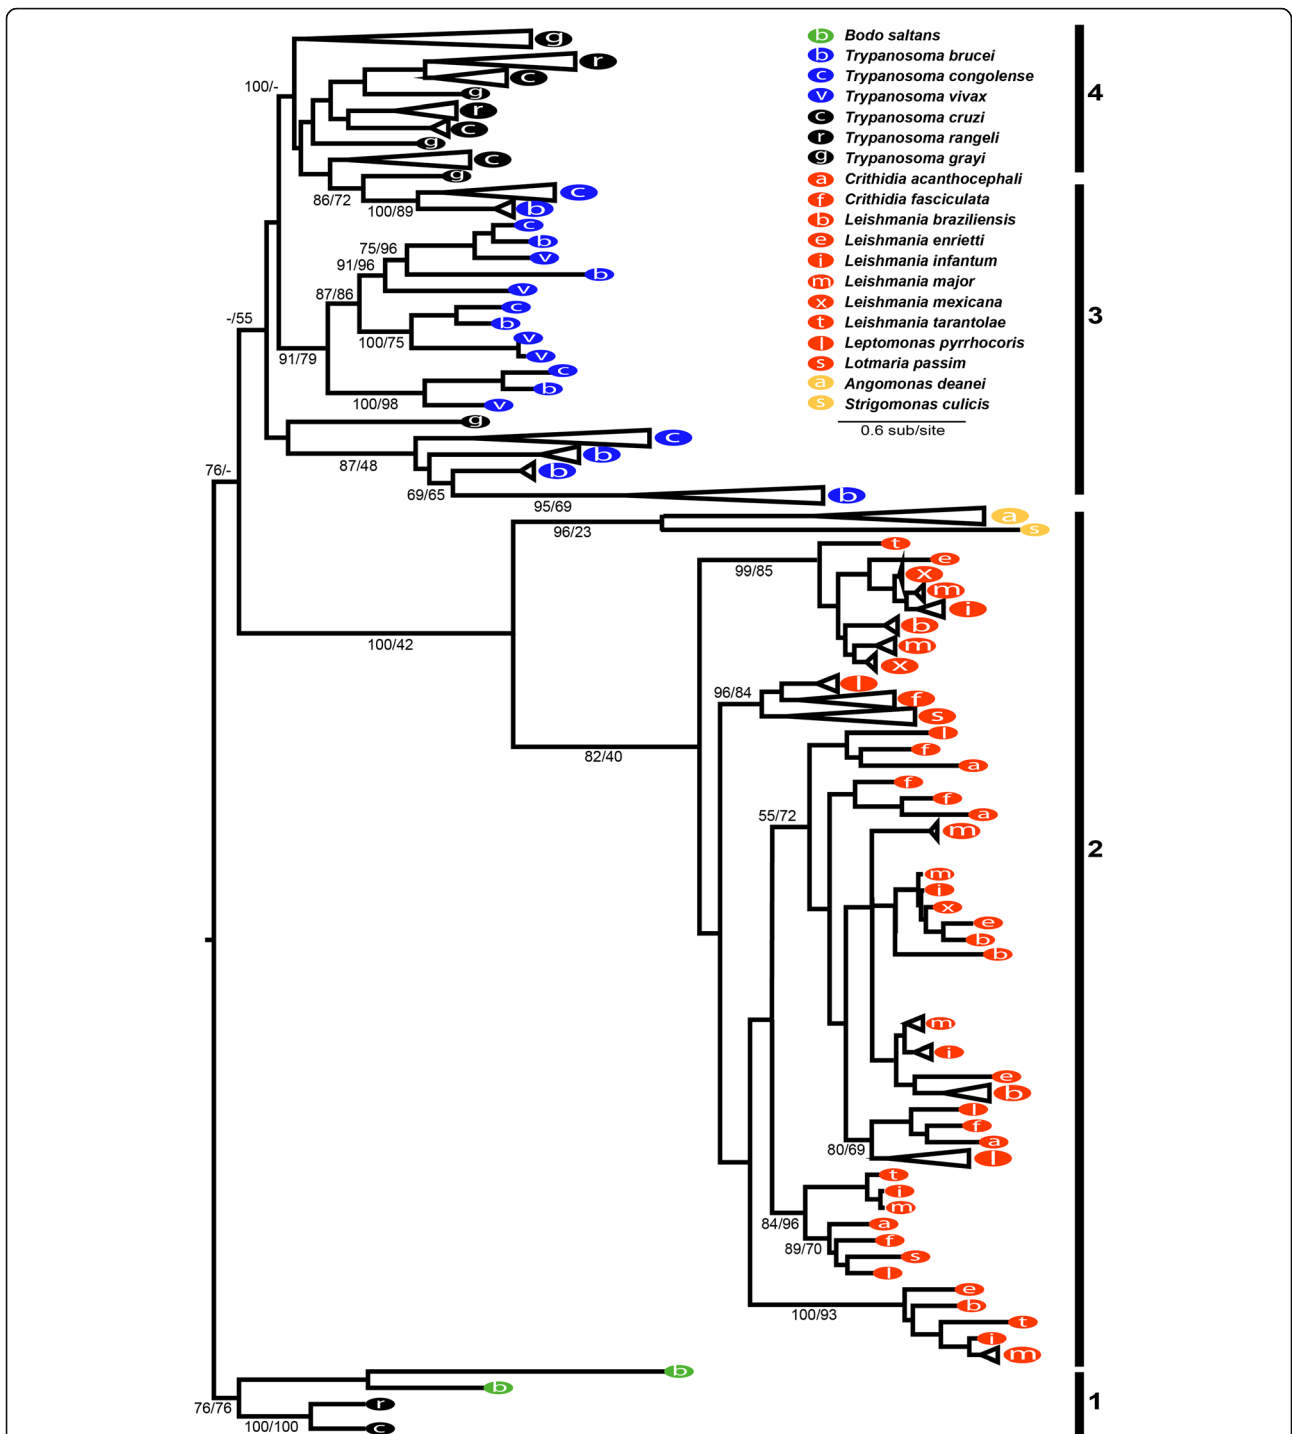 b Bodo saltans
b Trypanosoma brucei
c Trypanosoma congolense
v Trypanosoma vivax
c Trypanosoma cruzi
r Trypanosoma rangeli
g Trypanosoma grayi
a Crithidia acanthocephali
f Crithidia fasciculata
b Leishmania braziliensis
e Leishmania enrietti
i Leishmania infantum
m Leishmania major
x Leishmania mexicana
t Leishmania tarantolae
l Leptomonas pyrrhocoris
s Lotmaria passim
a Angomonas deanei
s Strigomonas culicis
0.6 sub/site
4
3
2
1
g
r
c
100/-
g
r
c
g
c
g
86/72
c
100/89
b
c
b
75/96
v
91/96
b
87/86
v
c
-/55
b
100/75
v
91/79
v
c
b
100/98
v
g
c
87/48
b
76/-
b
69/65
b
95/69
a
96/23
s
t
99/85
e
x
m
i
b
100/42
m
x
l
96/84
f
s
l
82/40
f
a
f
f
55/72
a
m
m
i
x
e
b
b
m
i
e
b
l
f
a
80/69
l
t
i
m
84/96
a
89/70
f
s
l
e
b
100/93
t
i
m
b
b
76/76
r
100/100
c